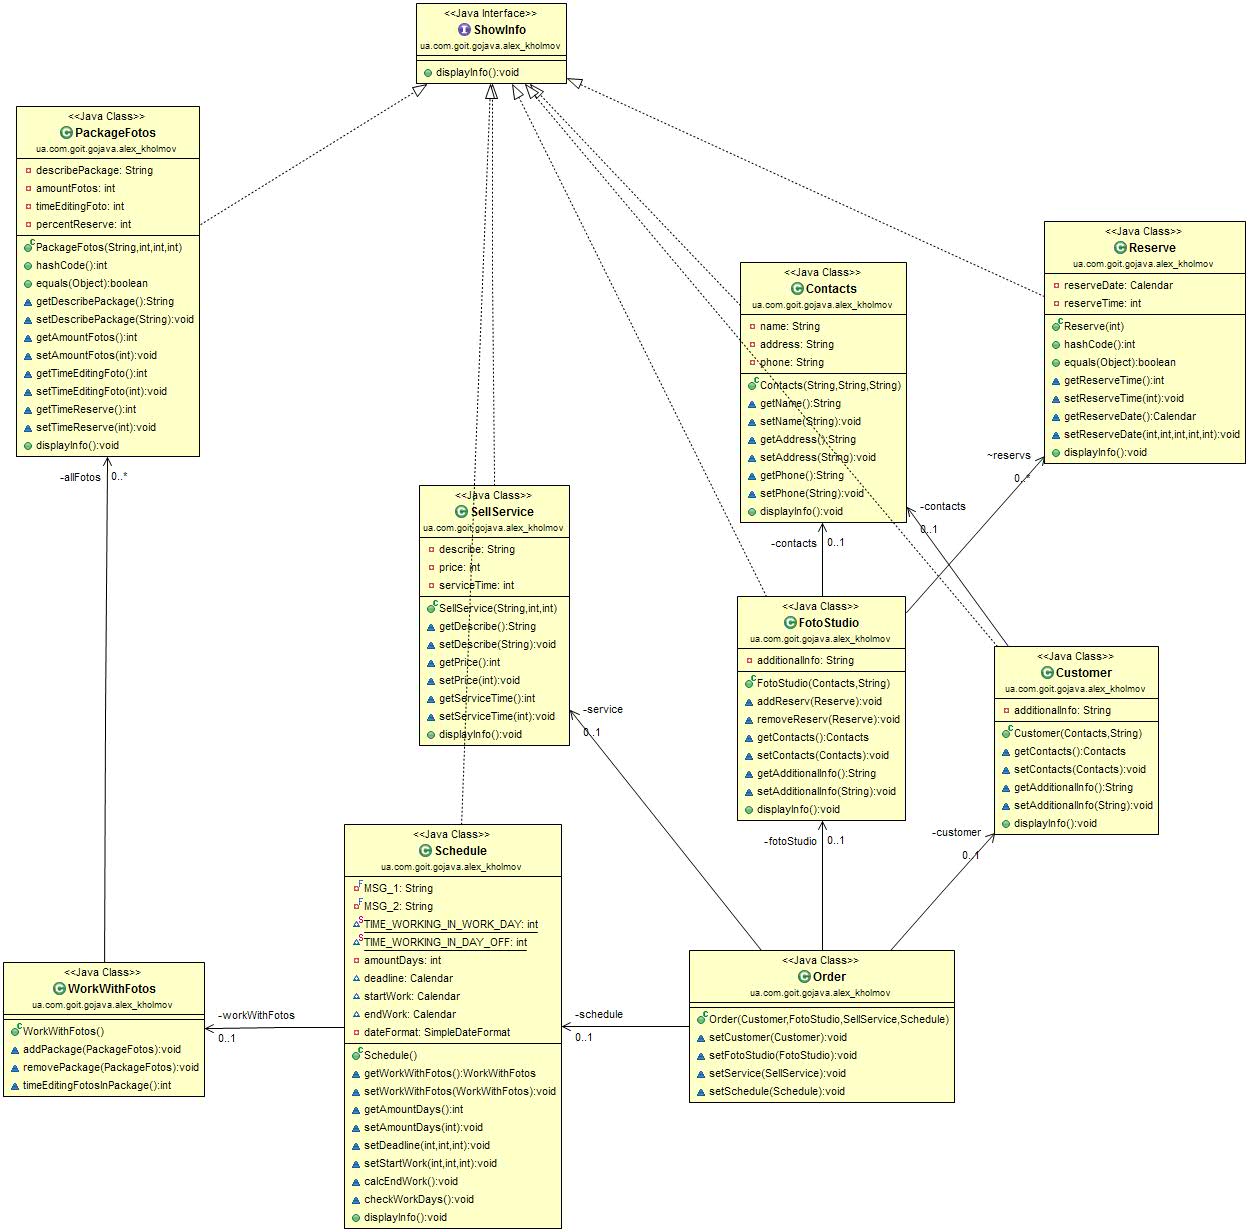 <<Java Interface>>
ShowInfo
ua.com.goit.gojava.alex_kholmov
displayInfo():void
<<Java Class>>
PackageFotos
ua.com.goit.gojava.alex_kholmov
describePackage: String
amountFotos: int
timeEditingFoto: int
percentReserve: int
PackageFotos(String,int,int,int)
hashCode():int
equals(Object):boolean
getDescribePackage():String
setDescribePackage(String):void
getAmountFotos():int
setAmountFotos(int):void
getTimeEditingFoto():int
setTimeEditingFoto(int):void
getTimeReserve():int
setTimeReserve(int):void
displayInfo():void
-allFotos 0..*
<<Java Class>>
Reserve
ua.com.goit.gojava.alex_kholmov
reserveDate: Calendar
reserveTime: int
Reserve(int)
hashCode():int
equals(Object):boolean
getReserveTime():int
setReserveTime(int):void
getReserveDate():Calendar
setReserveDate(int,int,int,int,int):void
displayInfo():void
~reservs
0..*
<<Java Class>>
Contacts
ua.com.goit.gojava.alex_kholmov
name: String
address: String
phone: String
Contacts(String,String,String)
getName():String
setName(String):void
getAddress():String
setAddress(String):void
getPhone():String
setPhone(String):void
displayInfo():void
-contacts
0..1
-contacts 0..1
<<Java Class>>
SellService
ua.com.goit.gojava.alex_kholmov
describe: String
price: int
serviceTime: int
SellService(String,int,int)
getDescribe():String
setDescribe(String):void
getPrice():int
setPrice(int):void
getServiceTime():int
setServiceTime(int):void
displayInfo():void
-service
0..1
<<Java Class>>
FotoStudio
ua.com.goit.gojava.alex_kholmov
additionalInfo: String
FotoStudio(Contacts,String)
addReserv(Reserve):void
removeReserv(Reserve):void
getContacts():Contacts
setContacts(Contacts):void
getAdditionalInfo():String
setAdditionalInfo(String):void
displayInfo():void
-fotoStudio 0..1
<<Java Class>>
Customer
ua.com.goit.gojava.alex_kholmov
additionalInfo: String
Customer(Contacts,String)
getContacts():Contacts
setContacts(Contacts):void
getAdditionalInfo():String
setAdditionalInfo(String):void
displayInfo():void
-customer
0..1
<<Java Class>>
Schedule
ua.com.goit.gojava.alex_kholmov
MSG_1: String
MSG_2: String
TIME_WORKING_IN_WORK_DAY: int
TIME_WORKING_IN_DAY_OFF: int
amountDays: int
deadline: Calendar
startWork: Calendar
endWork: Calendar
dateFormat: SimpleDateFormat
Schedule()
getWorkWithFotos():WorkWithFotos
setWorkWithFotos(WorkWithFotos):void
getAmountDays():int
setAmountDays(int):void
setDeadline(int,int,int):void
setStartWork(int,int,int):void
calcEndWork():void
checkWorkDays():void
displayInfo():void
<<Java Class>>
WorkWithFotos
ua.com.goit.gojava.alex_kholmov
WorkWithFotos()
addPackage(PackageFotos):void
removePackage(PackageFotos):void
timeEditingFotosInPackage():int
-workWithFotos
0..1
-schedule
0..1
<<Java Class>>
Order
ua.com.goit.gojava.alex_kholmov
Order(Customer,FotoStudio,SellService,Schedule)
setCustomer(Customer):void
setFotoStudio(FotoStudio):void
setService(SellService):void
setSchedule(Schedule):void